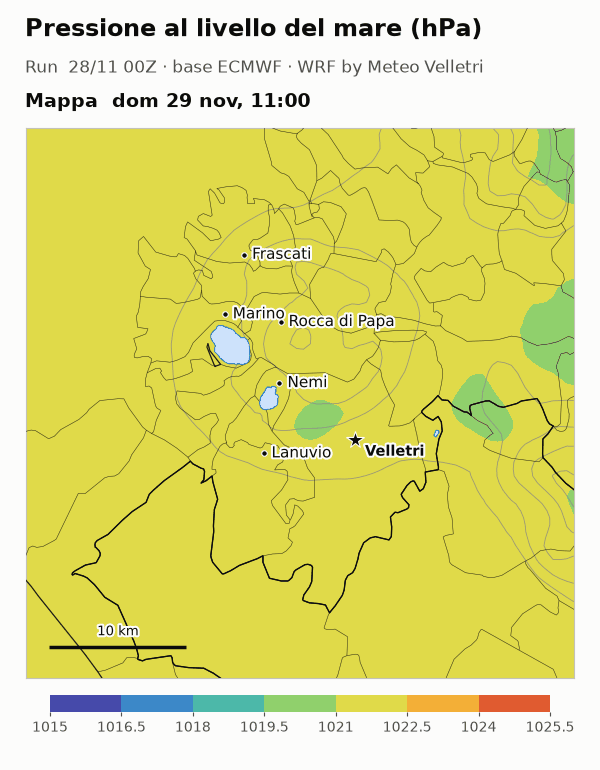 Pressione al livello del mare (hPa)
Run  28/11 00Z · base ECMWF · WRF by Meteo Velletri
Mappa  dom 29 nov, 11:00
Frascati
Marino
Rocca di Papa
Nemi
Velletri
Lanuvio
10 km
1015 1016.5 1018 1019.5 1021 1022.5 1024 1025.5